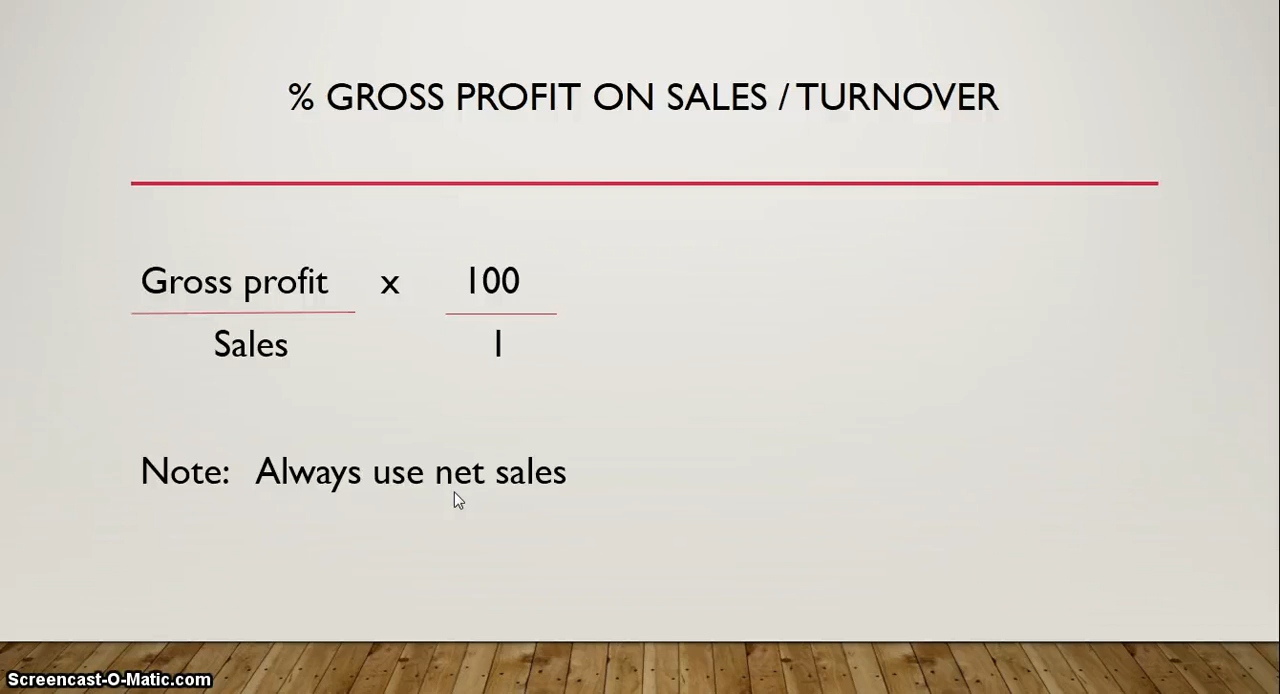 % GROSS PROFIT ON SALES / TURNOVER
Gross profit x 100
Sales 1
Note: Always use net sales
Screencast-O-Matic.com